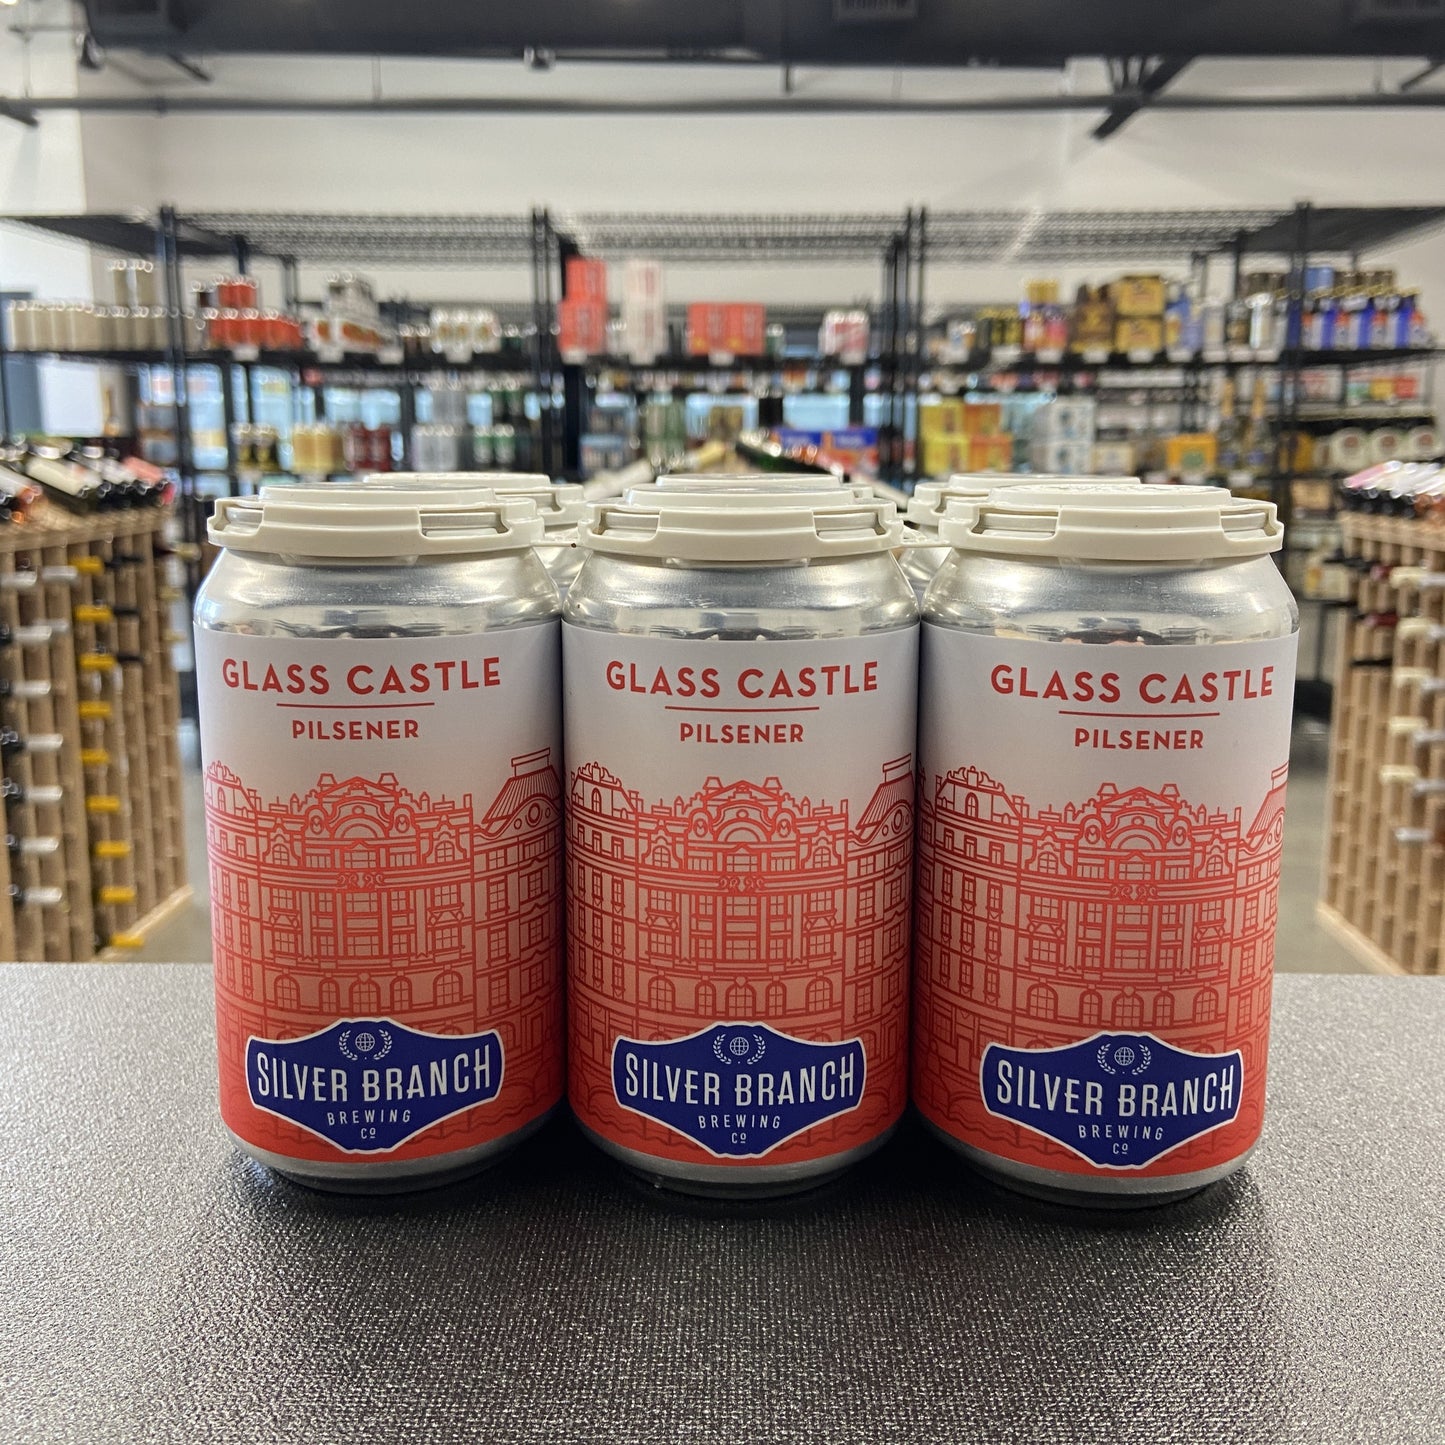 GLASS CASTLE
PILSENER
SILVER BRANCH
BREWING
CO
GLASS CASTLE
PILSENER
SILVER BRANCH
BREWING
CO
GLASS CASTLE
PILSENER
SILVER BRANCH
BREWING
CO